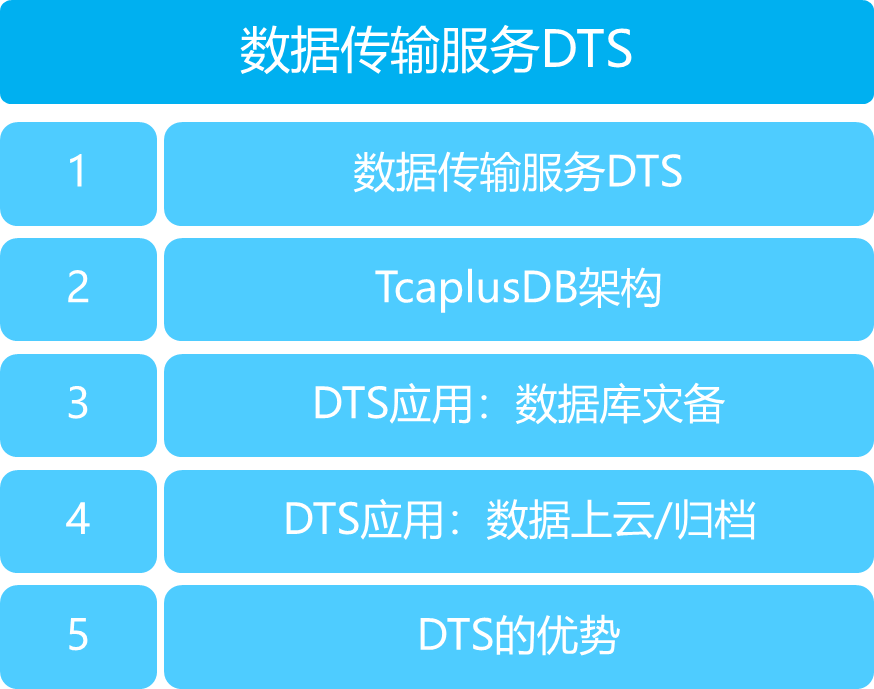 数据传输服务DTS
1 数据传输服务DTS
2 TcaplusDB架构
3 DTS应用：数据库灾备
4 DTS应用：数据上云/归档
5 DTS的优势